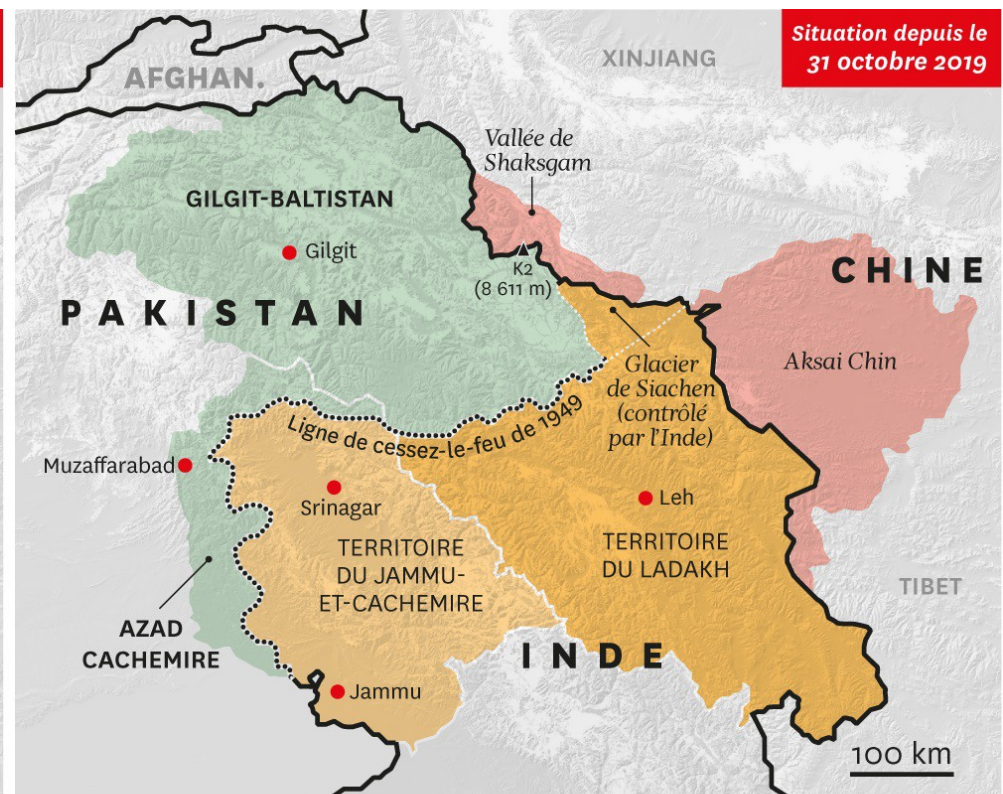 Situation depuis le
31 octobre 2019
AFGHAN.
XINJIANG
Vallée de
Shaksgam
GILGIT-BALTISTAN
Gilgit
K2
(8 611 m)
CHINE
PAKISTAN
Aksai Chin
Glacier
de Siachen
(contrôlé
par l'Inde)
Ligne de cessez-le-feu de 1949
Muzaffarabad
Srinagar
Leh
TERRITOIRE
DU JAMMU-
ET-CACHEMIRE
TERRITOIRE
DU LADAKH
TIBET
AZAD
CACHEMIRE
INDE
Jammu
100 km